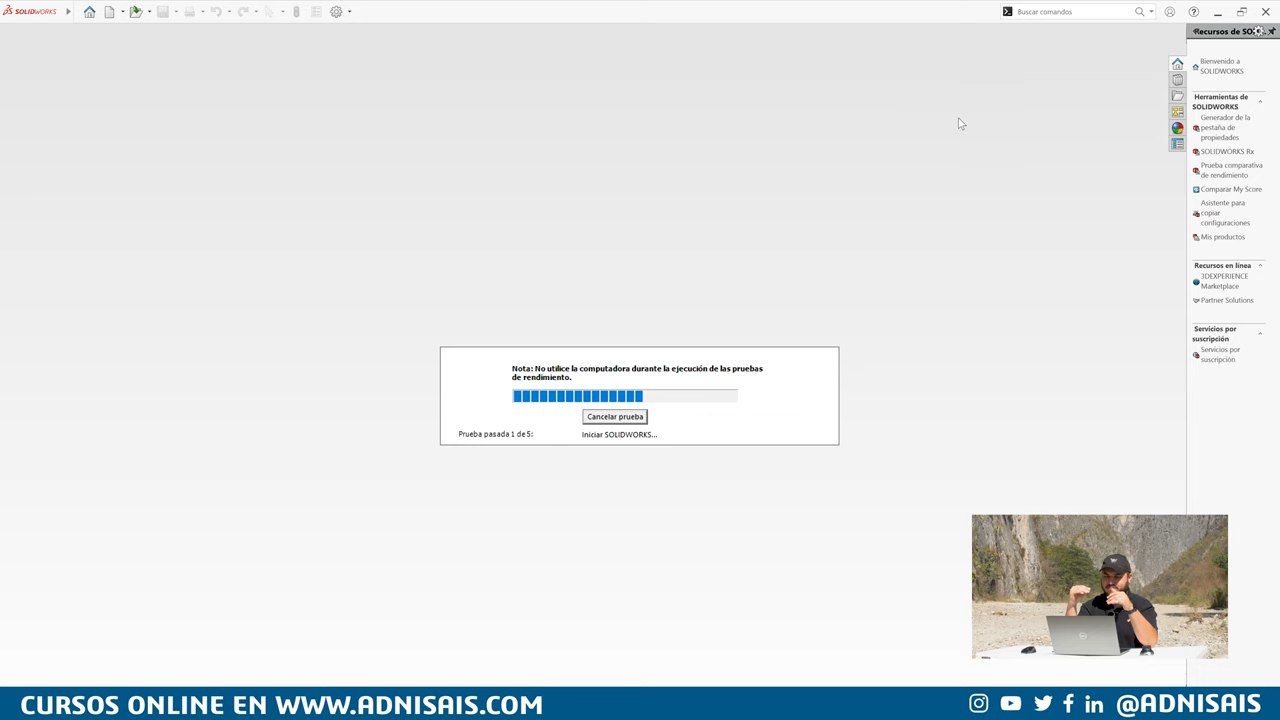 SOLIDWORKS
Buscar comandos
Recursos de SO...
Bienvenido a
SOLIDWORKS
Herramientas de
SOLIDWORKS
Generador de la
pestaña de
propiedades
SOLIDWORKS Rx
Prueba comparativa
de rendimiento
Comparar My Score
Asistente para
copiar
configuraciones
Mis productos
Recursos en línea
3DEXPERIENCE
Marketplace
Partner Solutions
Servicios por
suscripción
Servicios por
suscripción
Nota: No utilice la computadora durante la ejecución de las pruebas
de rendimiento.
Cancelar prueba
Prueba pasada 1 de 5:
Iniciar SOLIDWORKS...
CURSOS ONLINE EN WWW.ADNISAIS.COM
@ADNISAIS